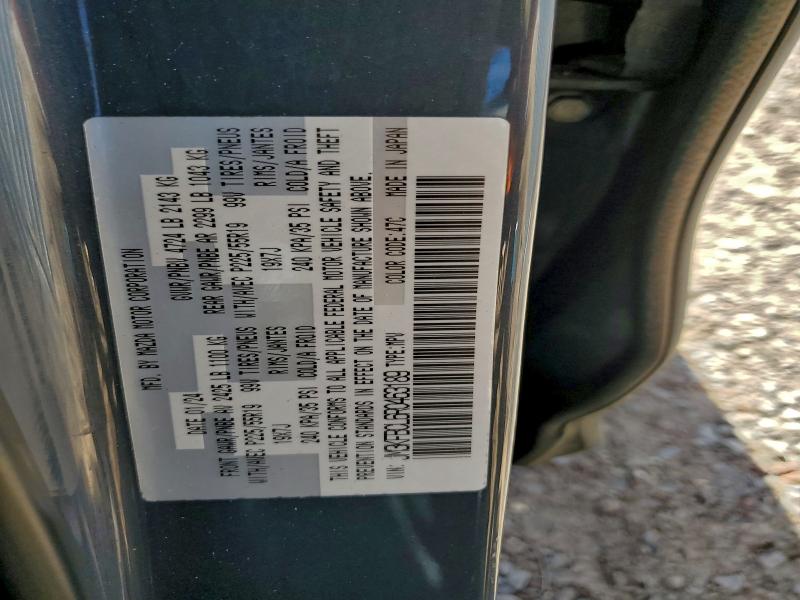 MFD. BY MAZDA MOTOR CORPORATION
DATE 01/24 GVWR/PNBV 4724 LB 2143 KG
FRONT GAWR/PNBE AV 2425 LB 1100 KG REAR GAWR/PNBE AR 2299 LB 1043 KG
WITH/AVEC P225/55R19 99V TIRES/PNEUS WITH/AVEC P225/55R19 99V TIRES/PNEUS
19X7J RIMS/JANTES 19X7J RIMS/JANTES
240 KPA/35 PSI COLD/A FROID 240 KPA/35 PSI COLD/A FROID
THIS VEHICLE CONFORMS TO ALL APPLICABLE FEDERAL MOTOR VEHICLE SAFETY AND THEFT
PREVENTION STANDARDS IN EFFECT ON THE DATE OF MANUFACTURE SHOWN ABOVE.
VIN: TYPE:MPV COLOR CODE:47C MADE IN JAPAN